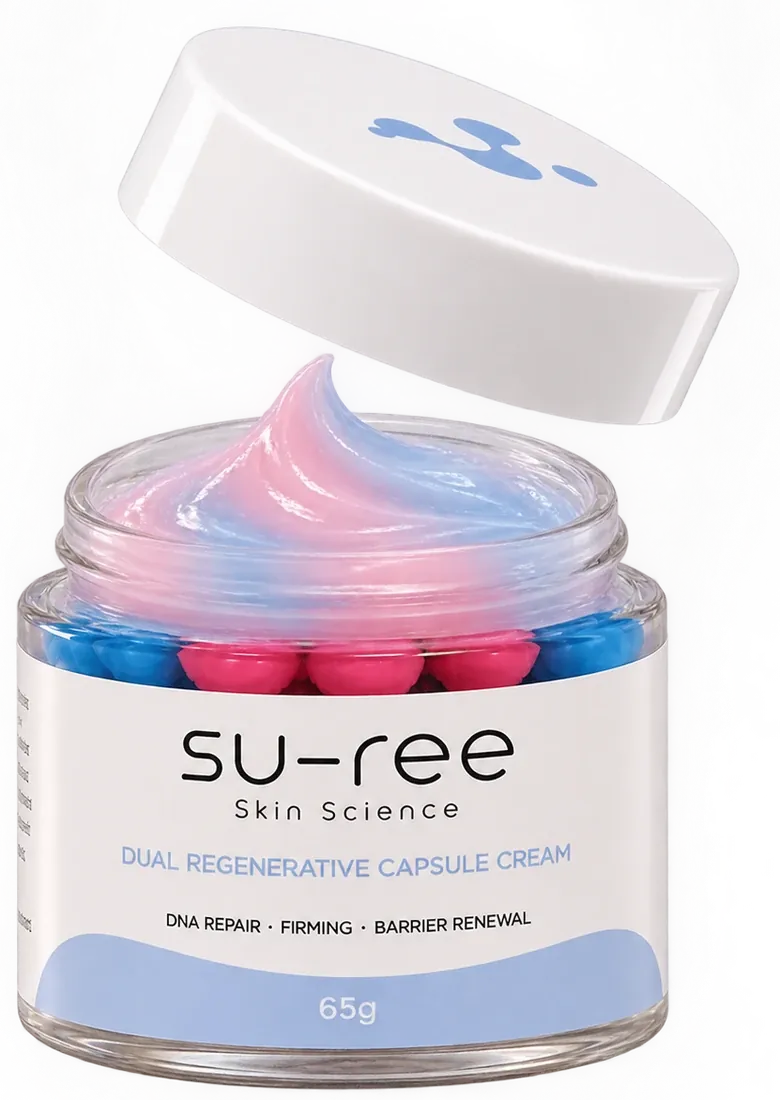 su-ree
Skin Science
DUAL REGENERATIVE CAPSULE CREAM
DNA REPAIR · FIRMING · BARRIER RENEWAL
65g